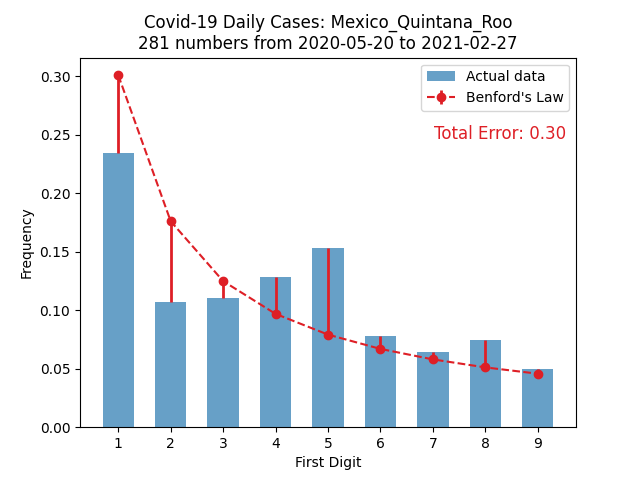 Covid-19 Daily Cases: Mexico_Quintana_Roo
281 numbers from 2020-05-20 to 2021-02-27
Actual data
Benford's Law
Total Error: 0.30
Frequency
0.30
0.25
0.20
0.15
0.10
0.05
0.00
1 2 3 4 5 6 7 8 9
First Digit